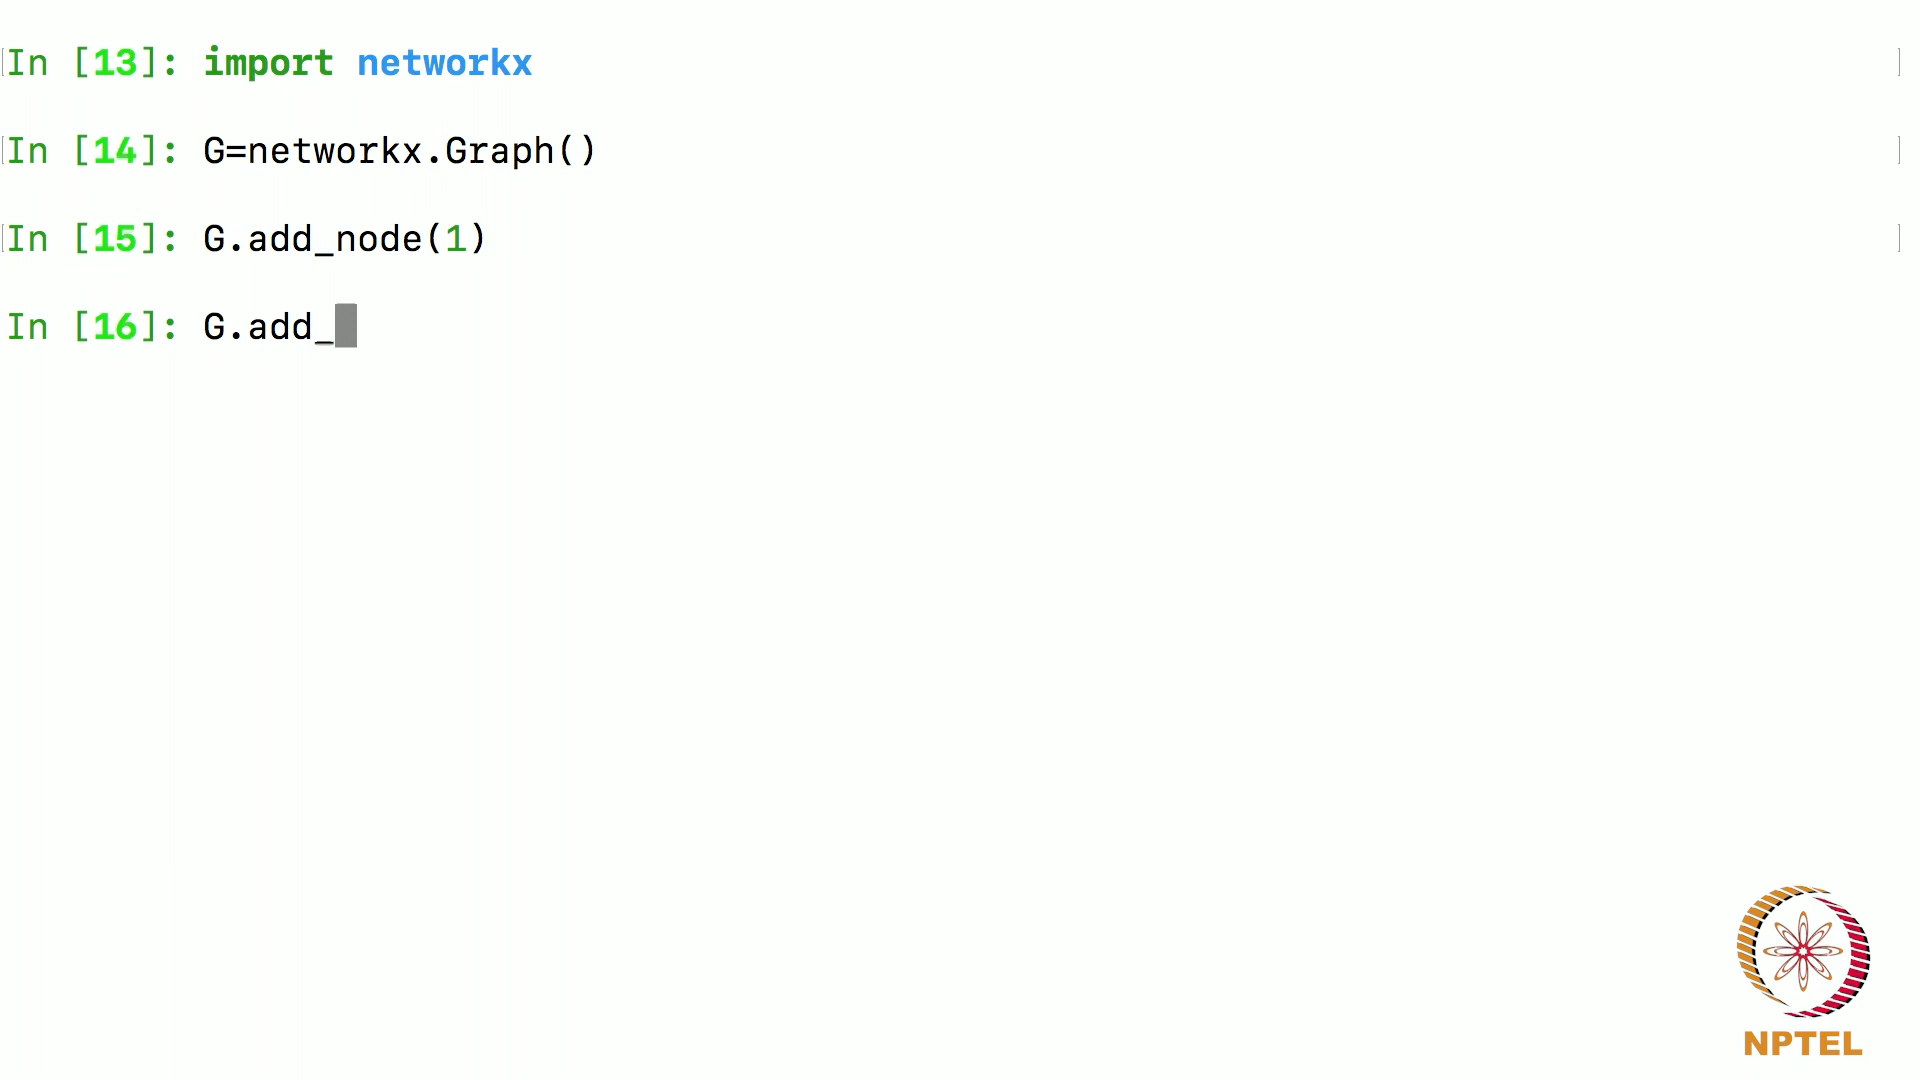 In [13]: import networkx
In [14]: G=networkx.Graph()
In [15]: G.add_node(1)
In [16]: G.add_
NPTEL